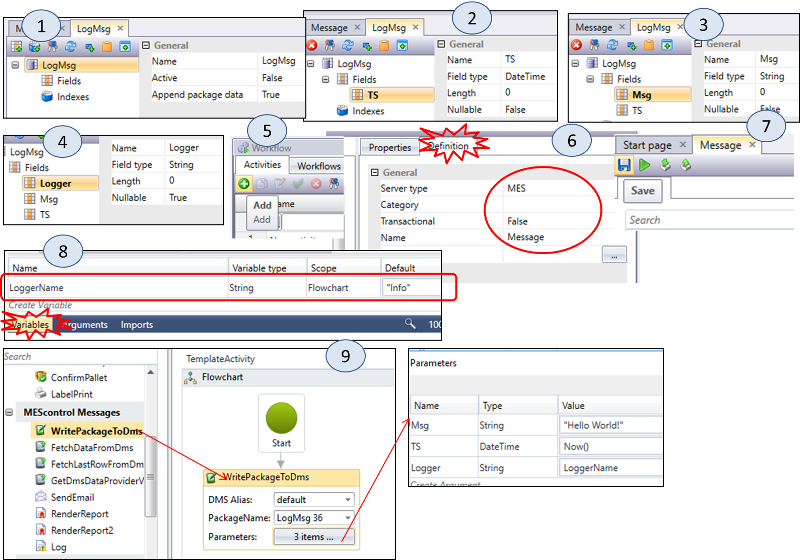 1
M
LogMsg
LogMsg
Fields
Indexes
General
Name LogMsg
Active False
Append package data True
2
Message LogMsg
LogMsg
Fields
TS
Indexes
General
Name TS
Field type DateTime
Length 0
Nullable False
3
Message LogMsg
LogMsg
Fields
Msg
TS
General
Name Msg
Field type String
Length 0
Nullable False
4
LogMsg
Fields
Logger
Msg
TS
Name Logger
Field type String
Length 0
Nullable True
5
Workflow
Activities Workflows
Add
Add
6
Properties Definition
General
Server type MES
Category
Transactional False
Name Message
...
7
Start page Message
Save
Search
8
Name Variable type Scope Default
LoggerName String Flowchart "Info"
Create Variable
Variables Arguments Imports 100
9
Search
ConfirmPallet
LabelPrint
MEScontrol Messages
WritePackageToDms
FetchDataFromDms
FetchLastRowFromDm
GetDmsDataProviderV
SendEmail
RenderReport
RenderReport2
Log
TemplateActivity
Flowchart
Start
WritePackageToDms
DMS Alias: default
PackageName: LogMsg 36
Parameters: 3 items ...
Parameters
Name Type Value
Msg String "Hello World!"
TS DateTime Now()
Logger String LoggerName
Create Argument